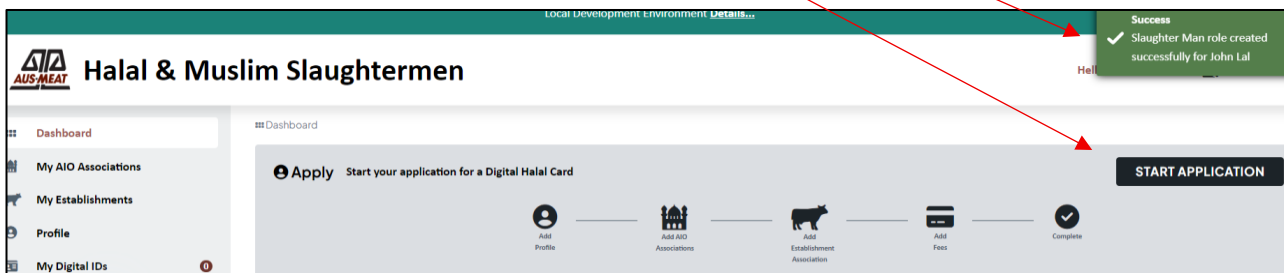 Local Development Environment Details...
Success
Slaughter Man role created
successfully for John Lal
AUS-MEAT
Halal & Muslim Slaughtermen
Hell
Dashboard
My AIO Associations
My Establishments
Profile
My Digital IDs
0
Dashboard
Apply
Start your application for a Digital Halal Card
START APPLICATION
Add
Profile
Add AIO
Associations
Add
Establishment
Association
Add
Fees
Complete